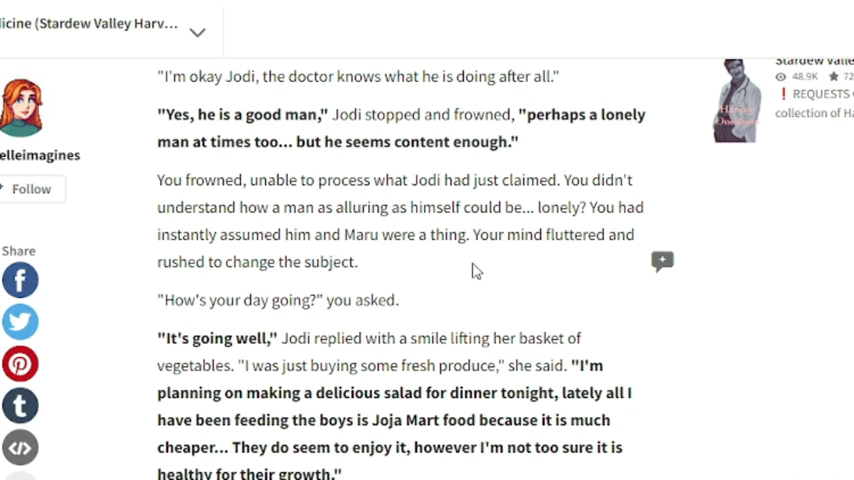 dicine (Stardew Valley Harv...
"I'm okay Jodi, the doctor knows what he is doing after all."
"Yes, he is a good man," Jodi stopped and frowned, "perhaps a lonely
man at times too... but he seems content enough."
You frowned, unable to process what Jodi had just claimed. You didn't
understand how a man as alluring as himself could be... lonely? You had
instantly assumed him and Maru were a thing. Your mind fluttered and
rushed to change the subject.
"How's your day going?" you asked.
"It's going well," Jodi replied with a smile lifting her basket of
vegetables. "I was just buying some fresh produce," she said. "I'm
planning on making a delicious salad for dinner tonight, lately all I
have been feeding the boys is Joja Mart food because it is much
cheaper... They do seem to enjoy it, however I'm not too sure it is
healthy for their growth."
elleimagines
Follow
Share
Stardew Valle
48.9K 72
REQUESTS
collection of Ha